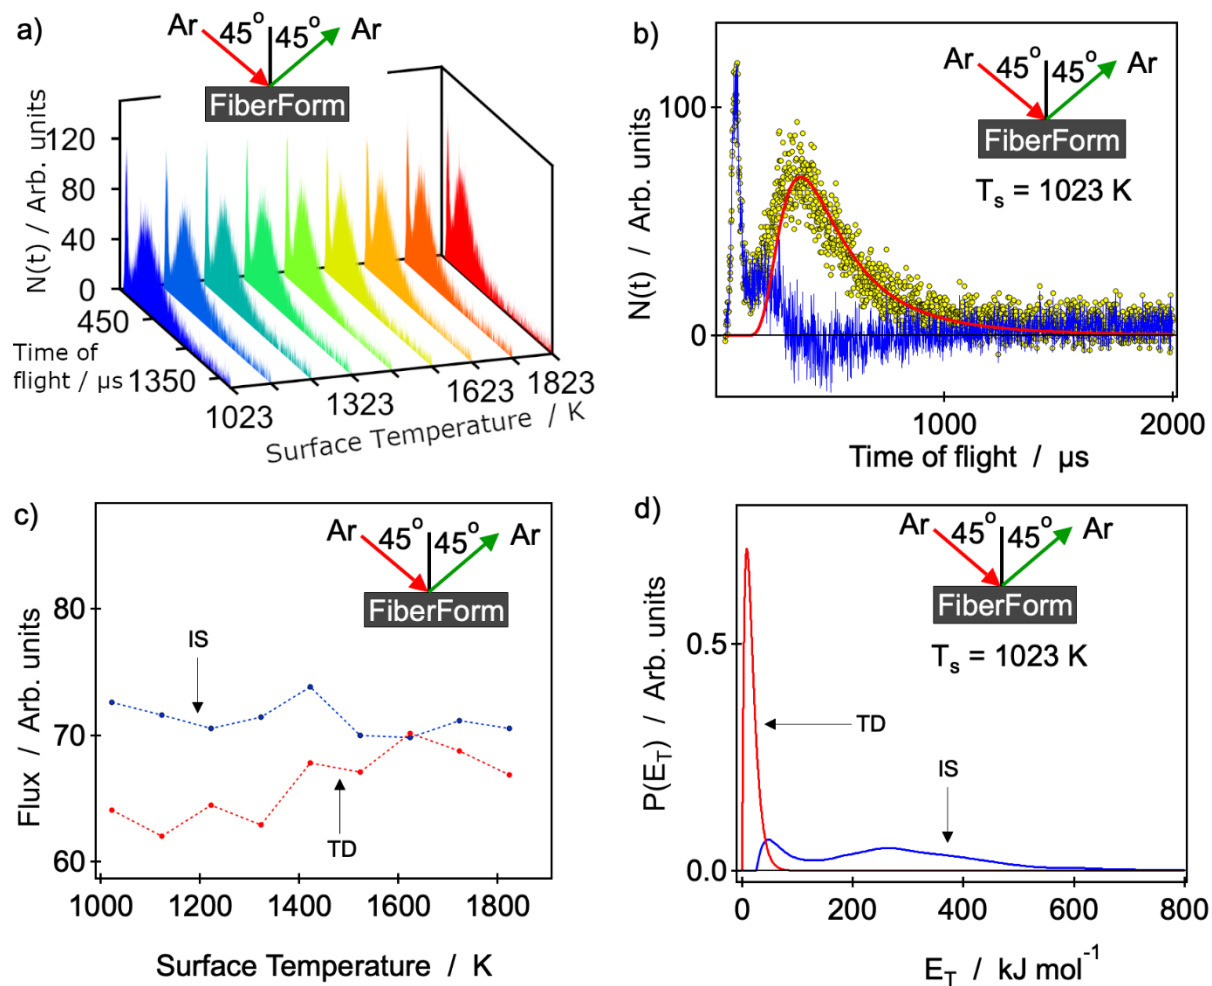 a)
Ar 45° 45° Ar
FiberForm
N(t) / Arb. units
120
80
40
0
450
1350
Time of
flight / µs
1023
1323
1623
1823
Surface Temperature / K
b)
Ar 45° 45° Ar
FiberForm
Tₛ = 1023 K
N(t) / Arb. units
100
0
1000
2000
Time of flight / µs
c)
Ar 45° 45° Ar
FiberForm
Flux / Arb. units
80
70
60
IS
TD
1000 1200 1400 1600 1800
Surface Temperature / K
d)
Ar 45° 45° Ar
FiberForm
Tₛ = 1023 K
P(E_T) / Arb. units
0.5
0.0
TD
IS
0 200 400 600 800
E_T / kJ mol⁻¹